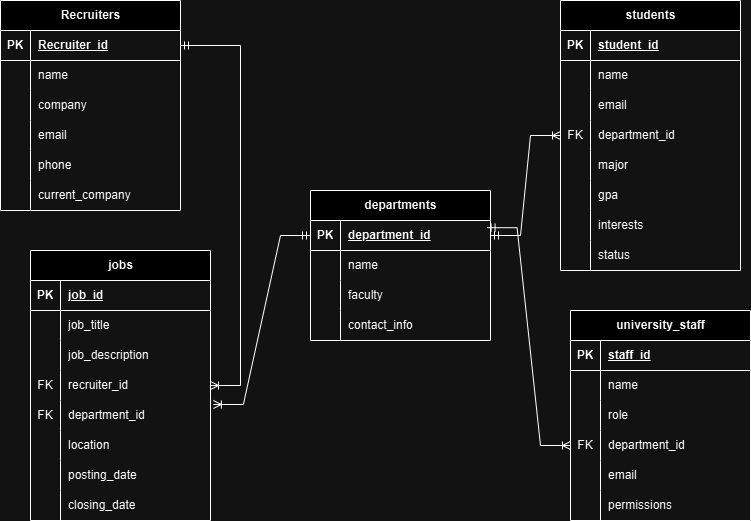 Recruiters
PK Recruiter_id
name
company
email
phone
current_company
jobs
PK job_id
job_title
job_description
FK recruiter_id
FK department_id
location
posting_date
closing_date
departments
PK department_id
name
faculty
contact_info
students
PK student_id
name
email
FK department_id
major
gpa
interests
status
university_staff
PK staff_id
name
role
FK department_id
email
permissions